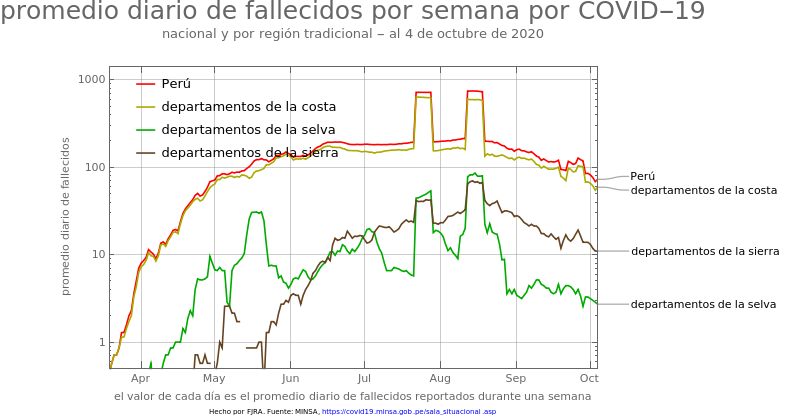 promedio diario de fallecidos por semana por COVID−19
nacional y por región tradicional − al 4 de octubre de 2020
promedio diario de fallecidos
1000
100
10
1
Perú
departamentos de la costa
departamentos de la selva
departamentos de la sierra
Perú
departamentos de la costa
departamentos de la sierra
departamentos de la selva
Apr May Jun Jul Aug Sep Oct
el valor de cada día es el promedio diario de fallecidos reportados durante una semana
Hecho por FJRA. Fuente: MINSA, https://covid19.minsa.gob.pe/sala_situacional.asp